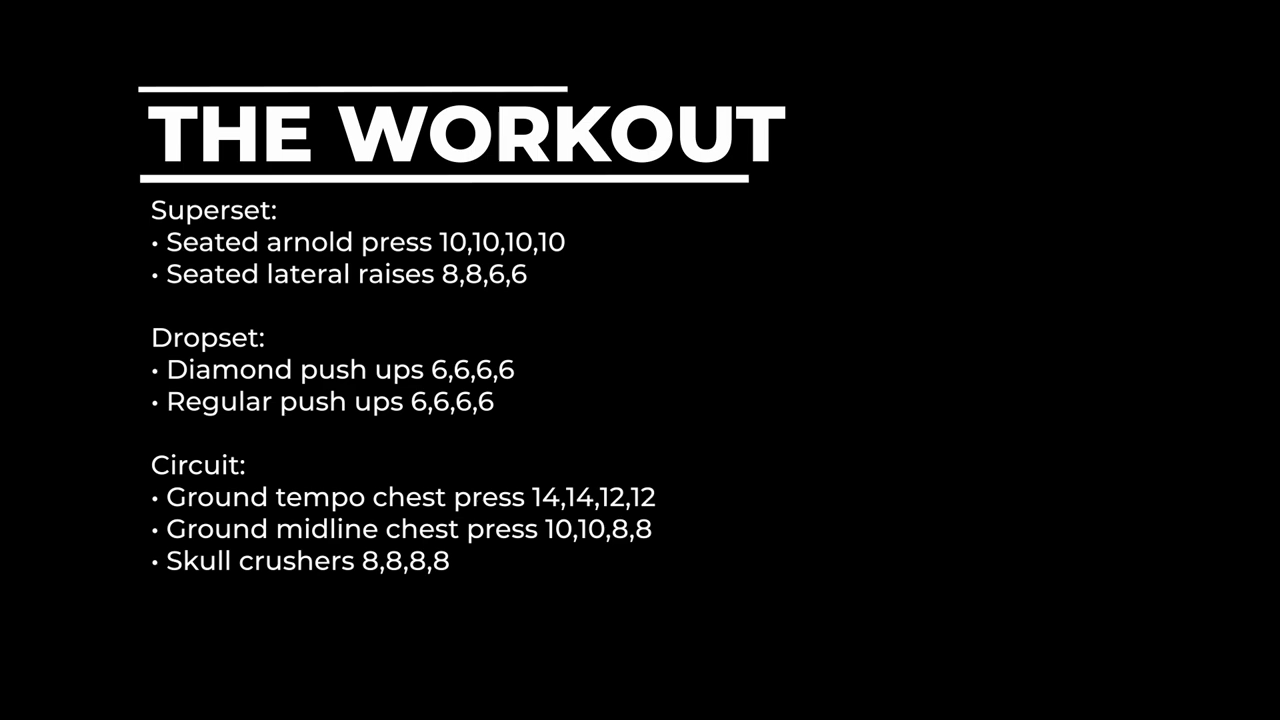 THE WORKOUT
Superset:
• Seated arnold press 10,10,10,10
• Seated lateral raises 8,8,6,6
Dropset:
• Diamond push ups 6,6,6,6
• Regular push ups 6,6,6,6
Circuit:
• Ground tempo chest press 14,14,12,12
• Ground midline chest press 10,10,8,8
• Skull crushers 8,8,8,8